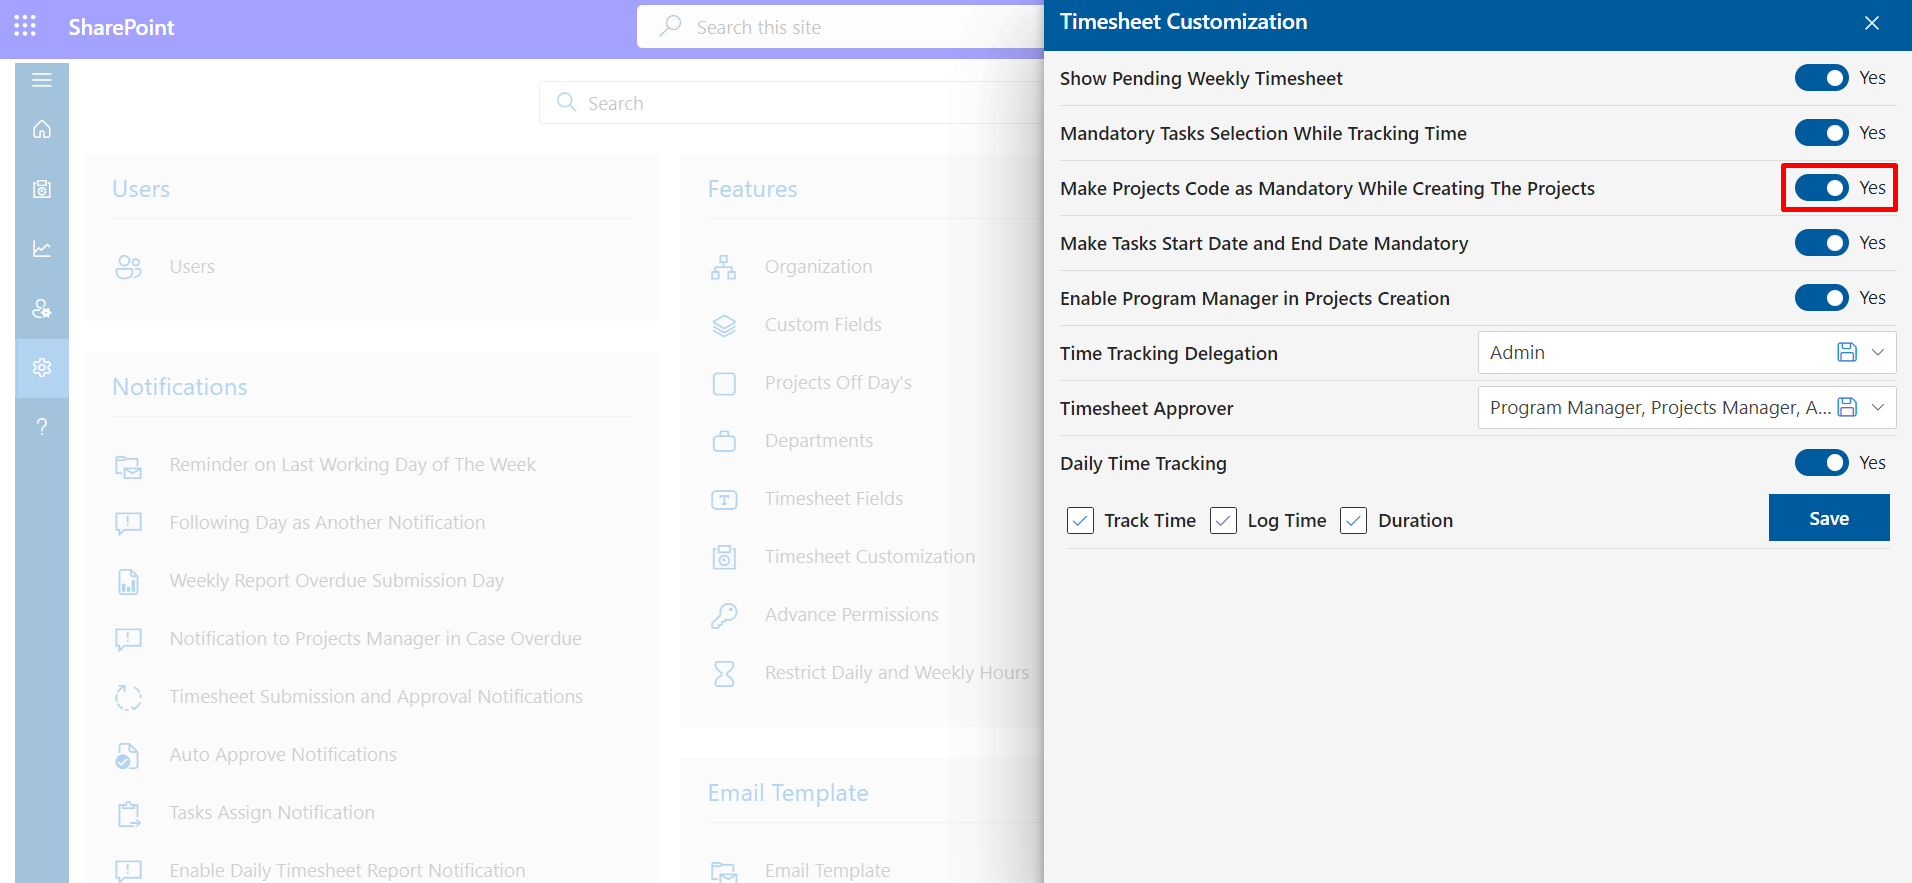 SharePoint
Search this site
Search
Users
Users
Notifications
Reminder on Last Working Day of The Week
Following Day as Another Notification
Weekly Report Overdue Submission Day
Notification to Projects Manager in Case Overdue
Timesheet Submission and Approval Notifications
Auto Approve Notifications
Tasks Assign Notification
Enable Daily Timesheet Report Notification
Features
Organization
Custom Fields
Projects Off Day's
Departments
Timesheet Fields
Timesheet Customization
Advance Permissions
Restrict Daily and Weekly Hours
Email Template
Email Template
Timesheet Customization
Show Pending Weekly Timesheet Yes
Mandatory Tasks Selection While Tracking Time Yes
Make Projects Code as Mandatory While Creating The Projects Yes
Make Tasks Start Date and End Date Mandatory Yes
Enable Program Manager in Projects Creation Yes
Time Tracking Delegation Admin
Timesheet Approver Program Manager, Projects Manager, A...
Daily Time Tracking Yes
Track Time Log Time Duration Save